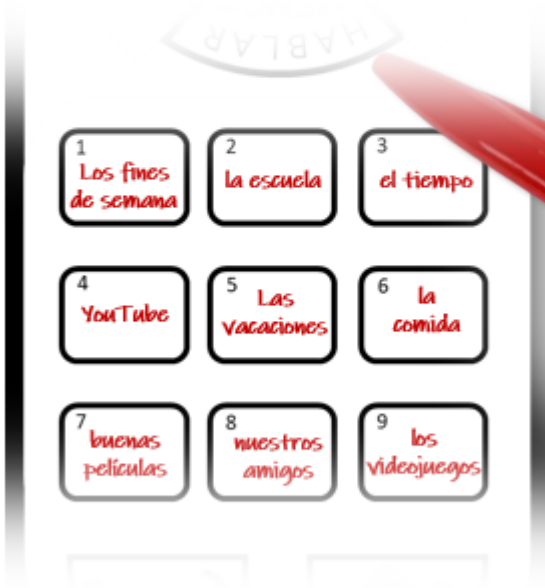 HABLAR
1
Los fines
de semana
2
la escuela
3
el tiempo
4
YouTube
5
Las
vacaciones
6
la
comida
7
buenas
películas
8
nuestros
amigos
9
los
videojuegos